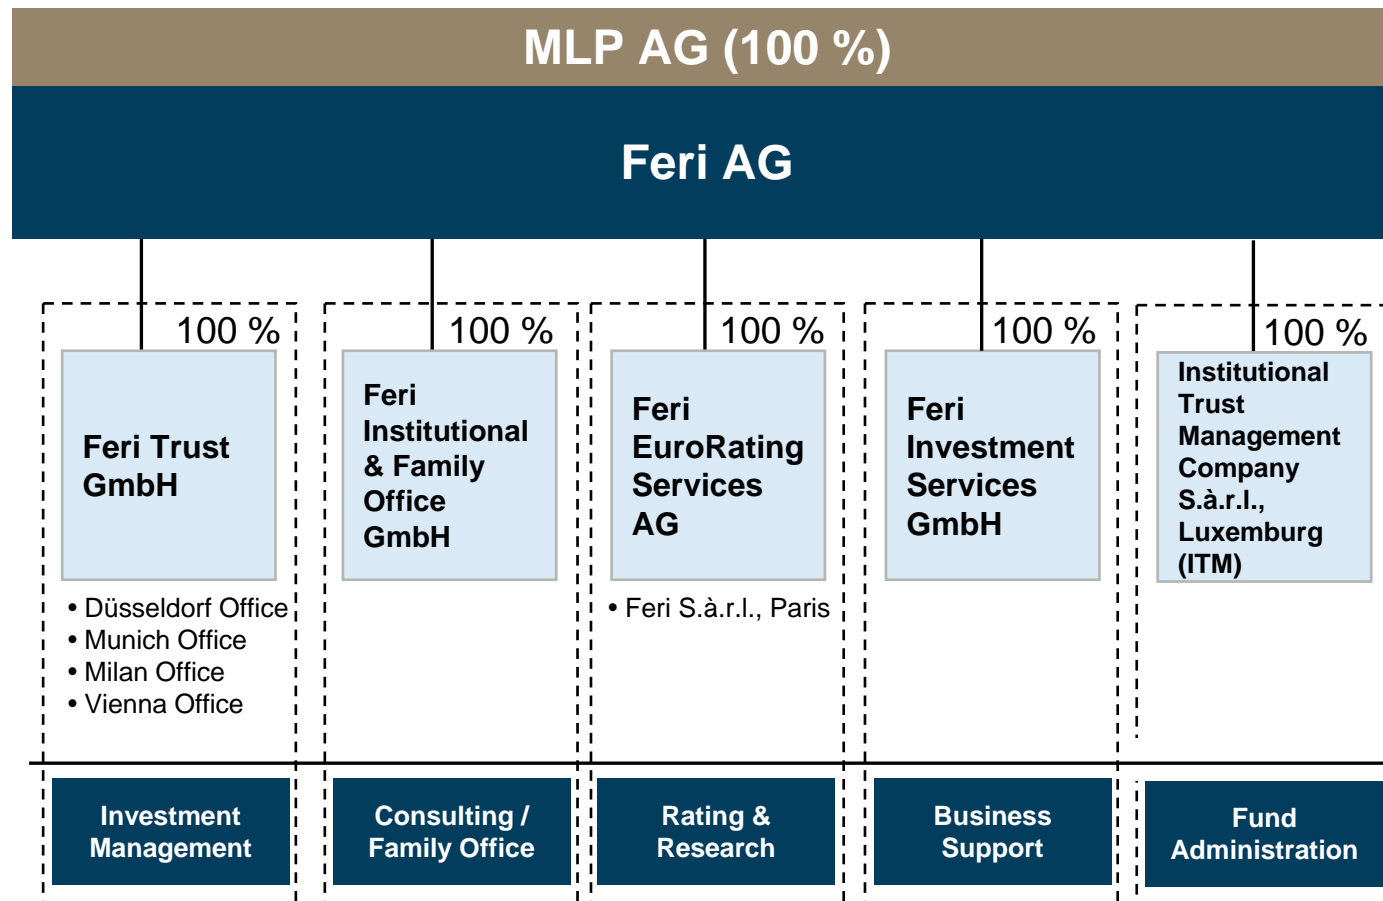 MLP AG (100 %)
Feri AG
100 %
100 %
100 %
100 %
100 %
Feri Trust
GmbH
Feri
Institutional
& Family
Office
GmbH
Feri
EuroRating
Services
AG
Feri
Investment
Services
GmbH
Institutional
Trust
Management
Company
S.à.r.l.,
Luxemburg
(ITM)
• Düsseldorf Office
• Munich Office
• Milan Office
• Vienna Office
• Feri S.à.r.l., Paris
Investment
Management
Consulting /
Family Office
Rating &
Research
Business
Support
Fund
Administration